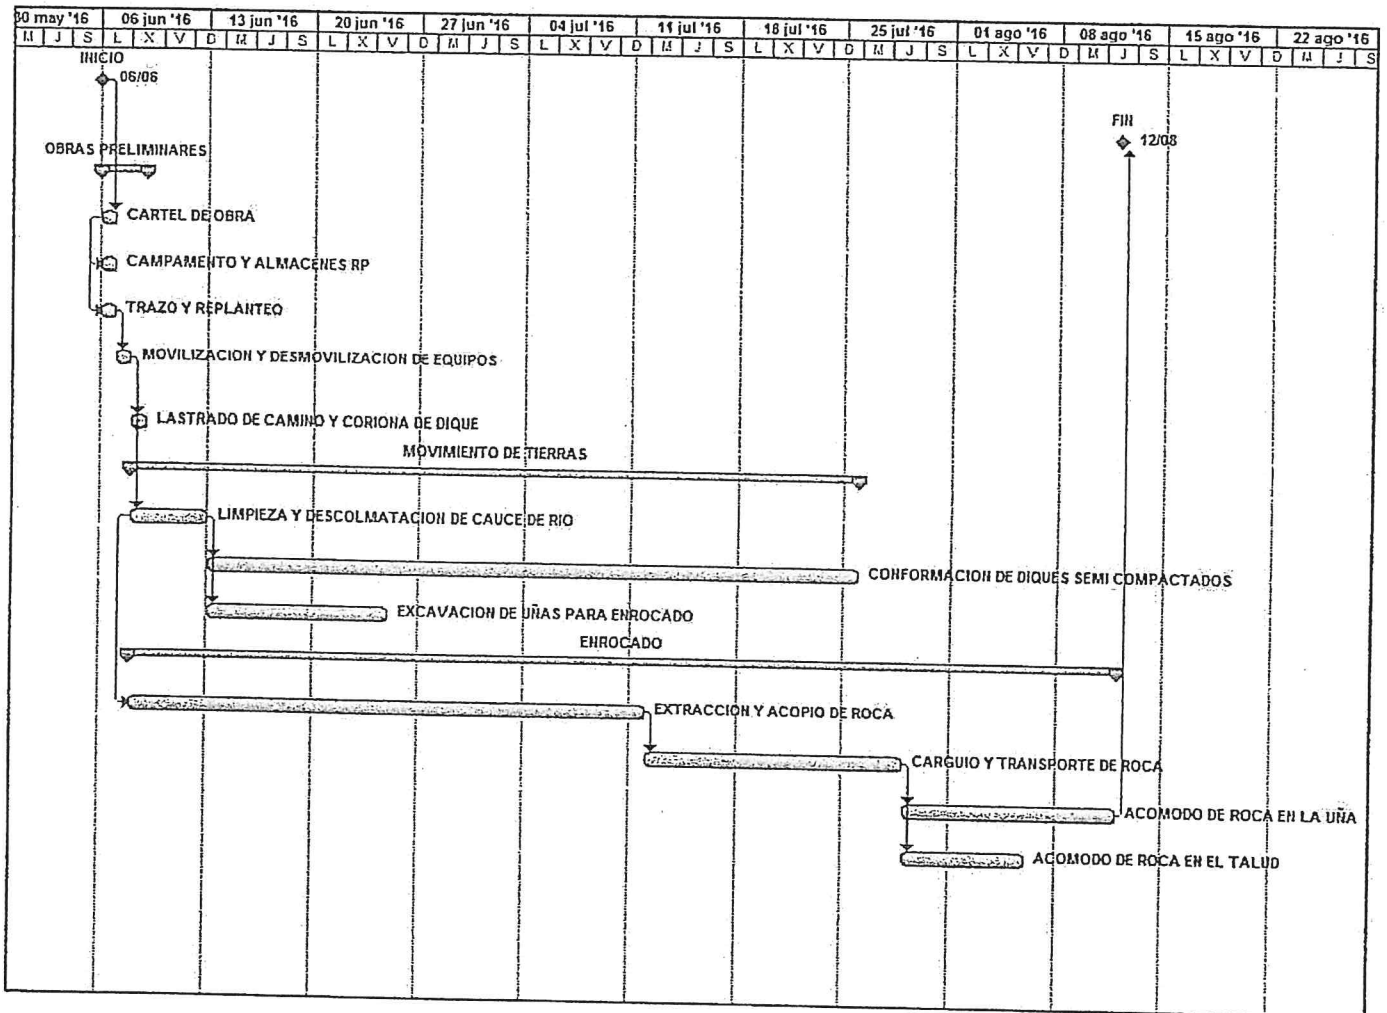 30 may '16 06 jun '16 13 jun '16 20 jun '16 27 jun '16 04 jul '16 11 jul '16 18 jul '16 25 jul '16 01 ago '16 08 ago '16 15 ago '16 22 ago '16
M J S L X V D M J S L X V D M J S L X V D M J S L X V D M J S L X V D M J S L X V D M J S
INICIO
06/06
FIN
12/08
OBRAS PRELIMINARES
CARTEL DE OBRA
CAMPAMENTO Y ALMACENES RP
TRAZO Y REPLANTEO
MOVILIZACION Y DESMOVILIZACION DE EQUIPOS
LASTRADO DE CAMINO Y CORIONA DE DIQUE
MOVIMIENTO DE TIERRAS
LIMPIEZA Y DESCOLMATACION DE CAUCE DE RIO
CONFORMACION DE DIQUES SEMI COMPACTADOS
EXCAVACION DE UÑAS PARA ENROCADO
ENROCADO
EXTRACCION Y ACOPIO DE ROCA
CARGUIO Y TRANSPORTE DE ROCA
ACOMODO DE ROCA EN LA UÑA
ACOMODO DE ROCA EN EL TALUD